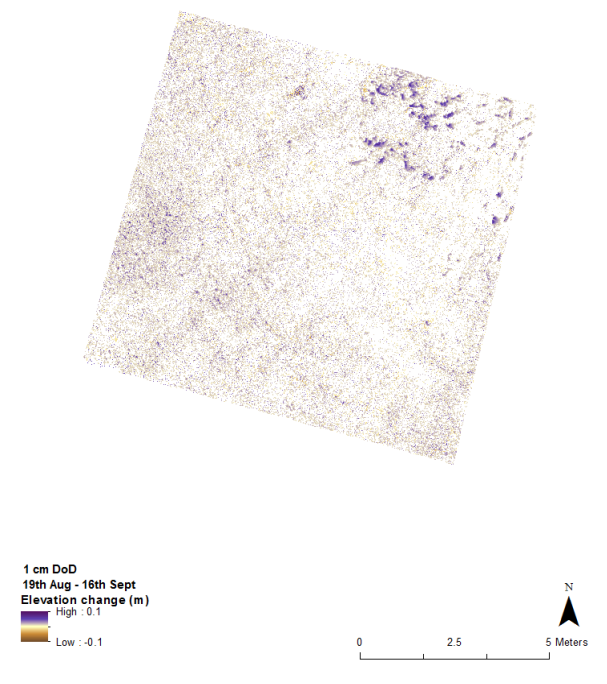 1 cm DoD
19th Aug - 16th Sept
Elevation change (m)
High : 0.1
Low : -0.1
N
0 2.5 5 Meters